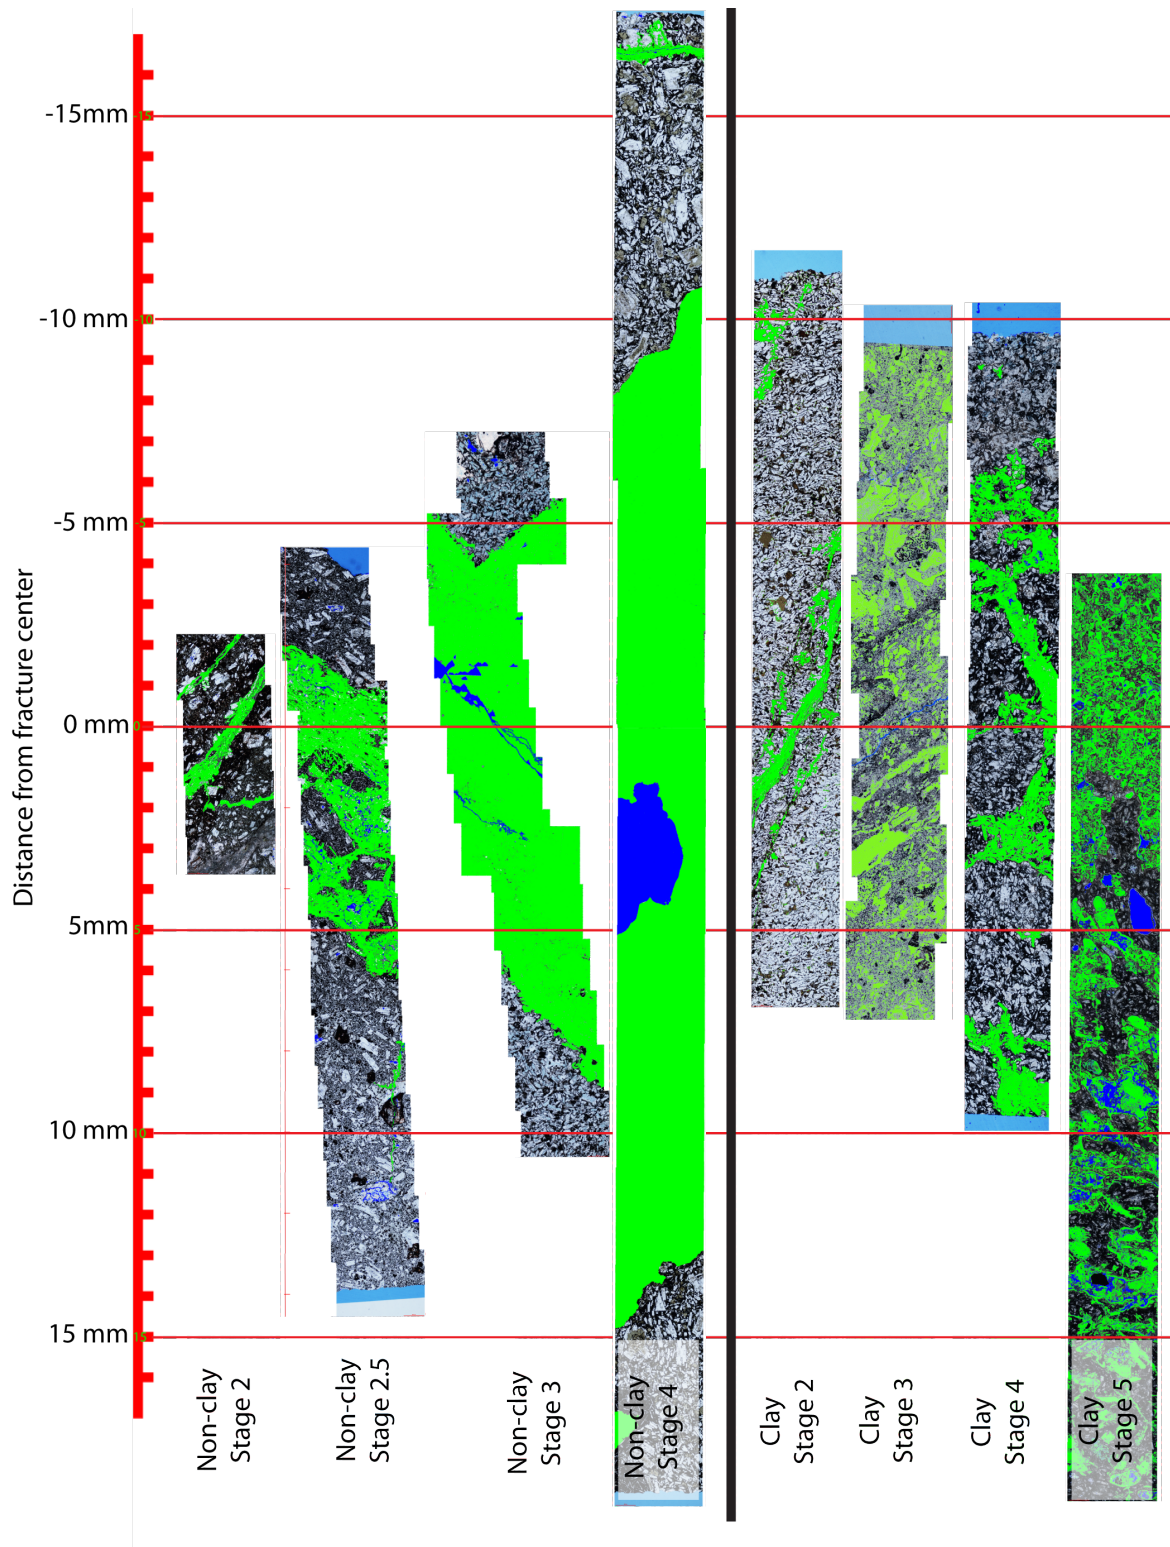 -15mm
-10 mm
-5 mm
0 mm
5mm
10 mm
15 mm
Distance from fracture center
Non-clay
Stage 2
Non-clay
Stage 2.5
Non-clay
Stage 3
Non-clay
Stage 4
Clay
Stage 2
Clay
Stage 3
Clay
Stage 4
Clay
Stage 5